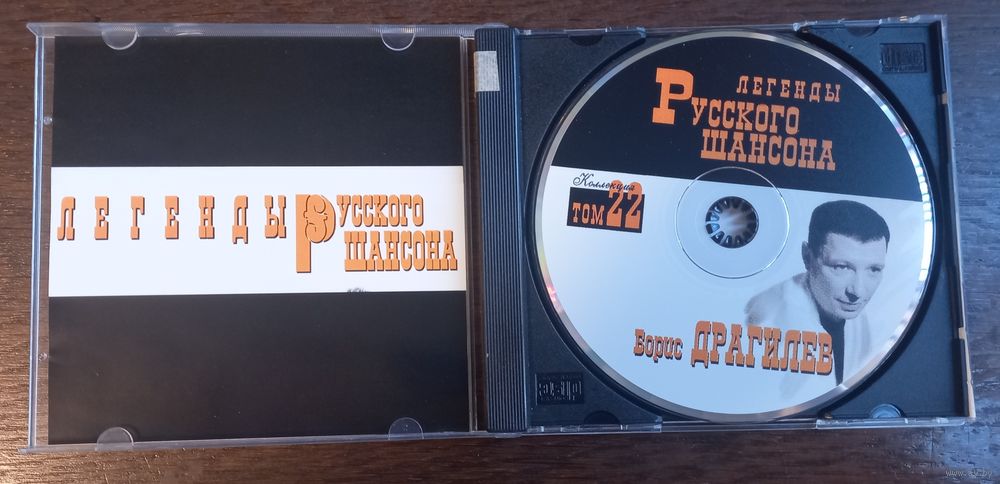 ЛЕГЕНДЫ РУССКОГО
ШАНСОНА
ЛЕГЕНДЫ
РУССКОГО
ШАНСОНА
Коллекция
ТОМ 22
Борис ДРАГИЛЕВ